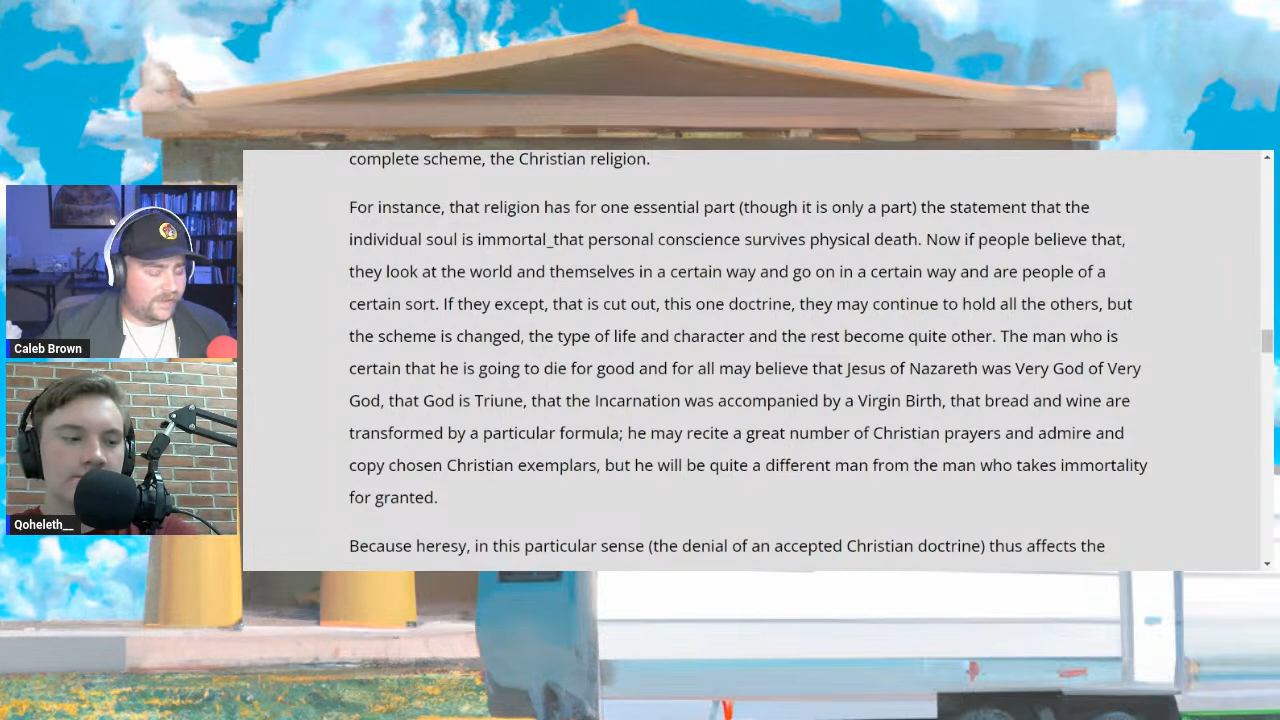 complete scheme, the Christian religion.
For instance, that religion has for one essential part (though it is only a part) the statement that the
individual soul is immortal_that personal conscience survives physical death. Now if people believe that,
they look at the world and themselves in a certain way and go on in a certain way and are people of a
certain sort. If they except, that is cut out, this one doctrine, they may continue to hold all the others, but
the scheme is changed, the type of life and character and the rest become quite other. The man who is
certain that he is going to die for good and for all may believe that Jesus of Nazareth was Very God of Very
God, that God is Triune, that the Incarnation was accompanied by a Virgin Birth, that bread and wine are
transformed by a particular formula; he may recite a great number of Christian prayers and admire and
copy chosen Christian exemplars, but he will be quite a different man from the man who takes immortality
for granted.
Because heresy, in this particular sense (the denial of an accepted Christian doctrine) thus affects the
Caleb Brown
Qoheleth__